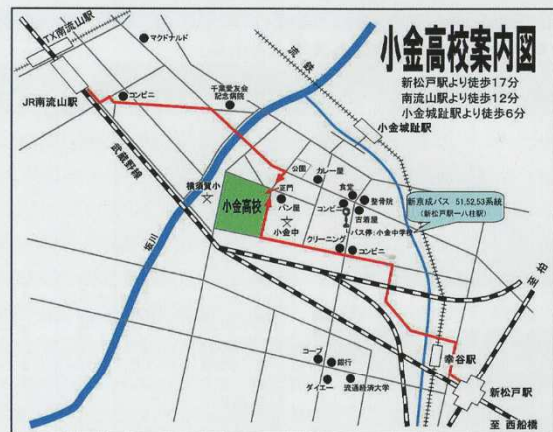 小金高校案内図
新松戸駅より徒歩17分
南流山駅より徒歩12分
小金城趾駅より徒歩6分
TX南流山駅
マクドナルド
流鉄
JR南流山駅
コンビニ
千葉愛友会
記念病院
小金城趾駅
武蔵野線
横須賀小
公園
カレー屋
正門
小金高校
パン屋
小金中
食堂
整骨院
コンビニ
古着屋
バス停:小金中学校
新京成バス 51,52,53系統
(新松戸駅ー八柱駅)
クリーニング
コンビニ
坂川
至 柏
コープ
銀行
ダイエー
流通経済大学
幸谷駅
新松戸駅
至 西船橋